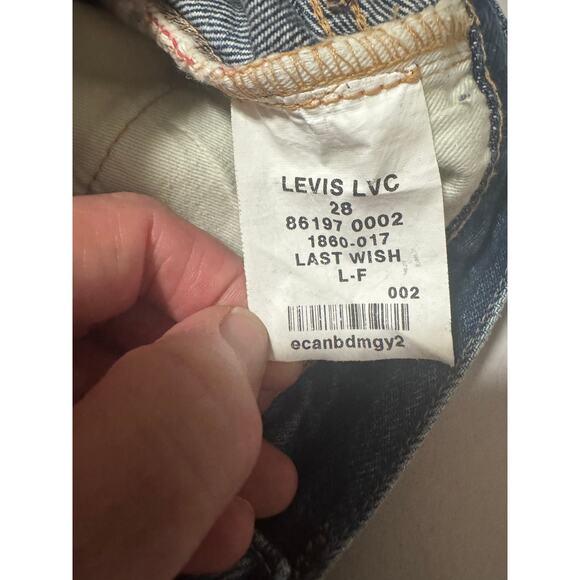 LEVIS LVC
28
86197 0002
1860-017
LAST WISH
L-F
002
ecanbdmgy2